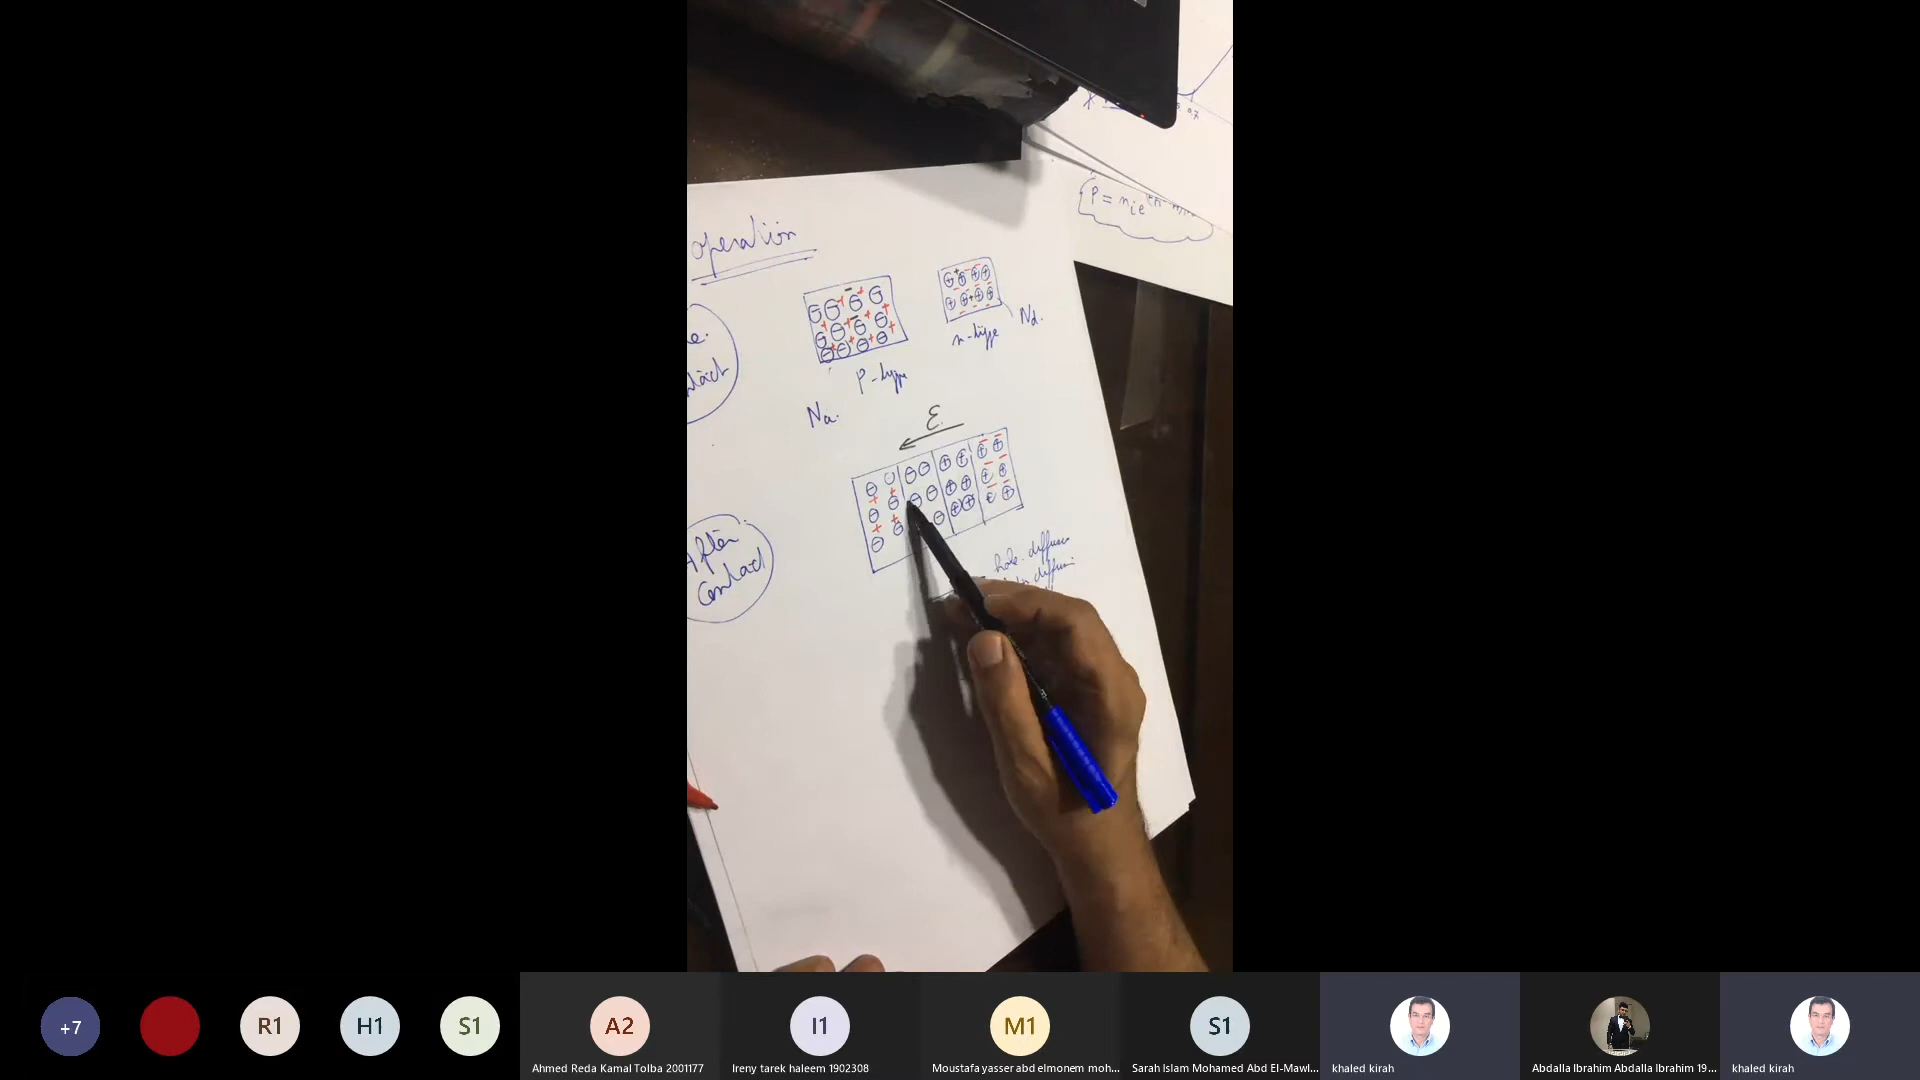 P = nie
operation
Nd.
n-type
P-type
Na.
ε
After
Contact
hole diffusion
diffusion
+7
R1
H1
S1
A2
I1
M1
S1
Ahmed Reda Kamal Tolba 2001177
Ireny tarek haleem 1902308
Moustafa yasser abd elmonem moh...
Sarah Islam Mohamed Abd El-Mawl...
khaled kirah
Abdalla Ibrahim Abdalla Ibrahim 19...
khaled kirah